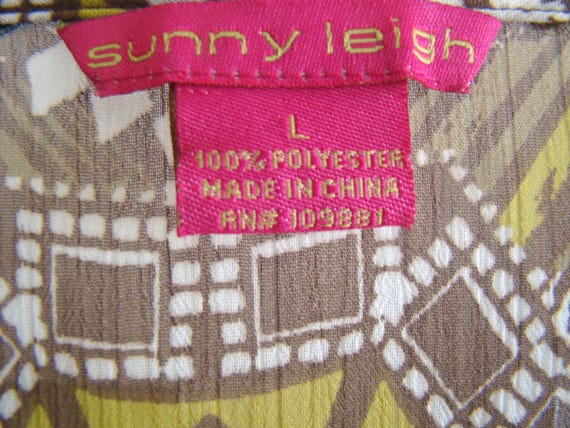 sunny leigh
L
100% POLYESTER
MADE IN CHINA
RN# 109881